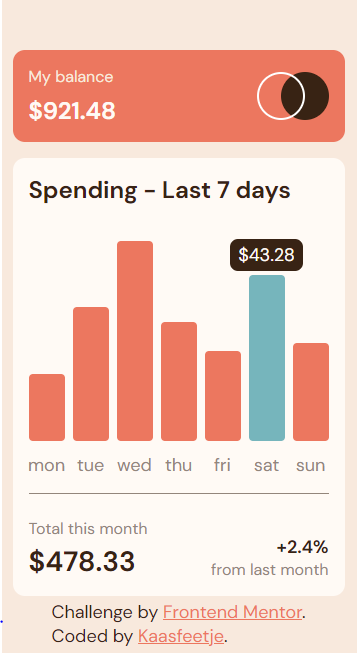 My balance
$921.48
Spending - Last 7 days
$43.28
mon tue wed thu fri sat sun
Total this month
$478.33
+2.4%
from last month
Challenge by Frontend Mentor.
Coded by Kaasfeetje.